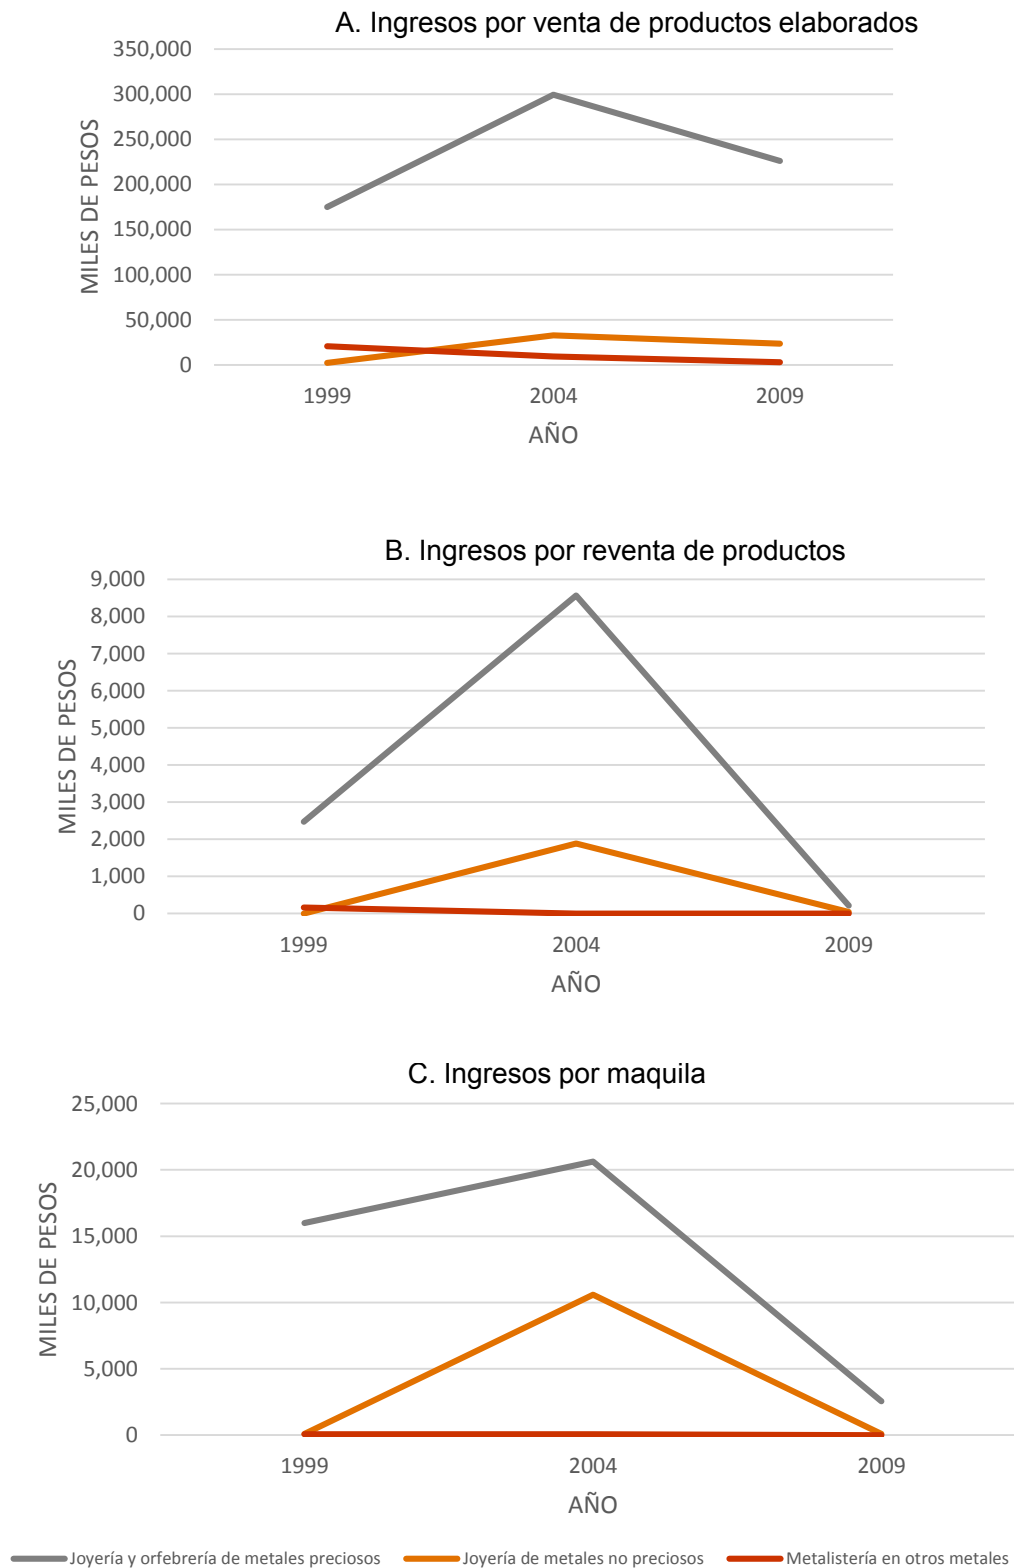 A. Ingresos por venta de productos elaborados
350,000
300,000
250,000
200,000
150,000
100,000
50,000
0
MILES DE PESOS
1999 2004 2009
AÑO
B. Ingresos por reventa de productos
9,000
8,000
7,000
6,000
5,000
4,000
3,000
2,000
1,000
0
MILES DE PESOS
1999 2004 2009
AÑO
C. Ingresos por maquila
25,000
20,000
15,000
10,000
5,000
0
MILES DE PESOS
1999 2004 2009
AÑO
Joyería y orfebrería de metales preciosos Joyería de metales no preciosos Metalistería en otros metales